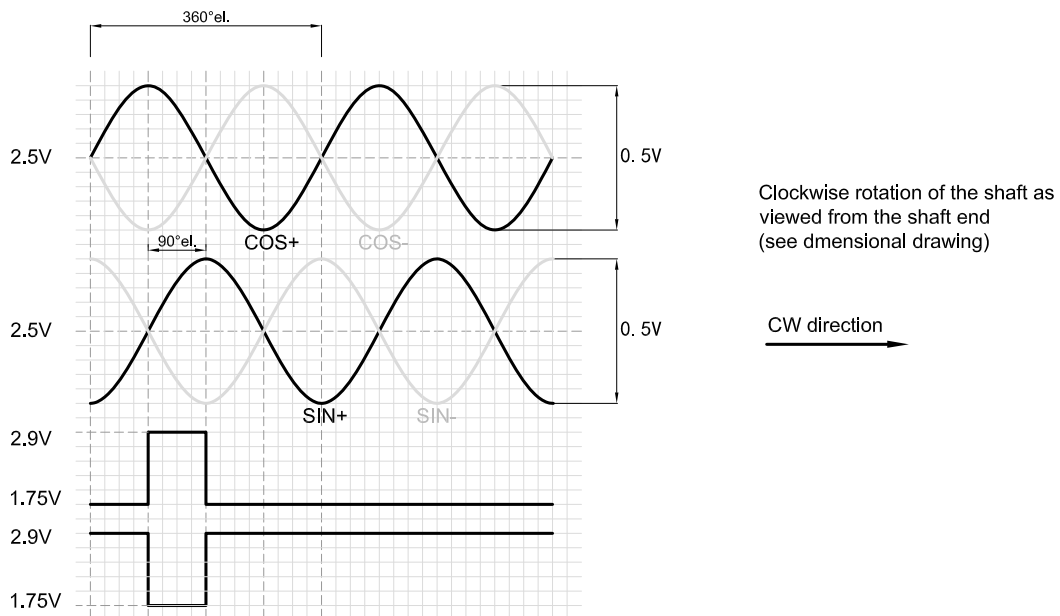 360°el.
2.5V
0.5V
COS+
COS-
90°el.
2.5V
0.5V
SIN+
SIN-
2.9V
1.75V
2.9V
1.75V
Clockwise rotation of the shaft as
viewed from the shaft end
(see dmensional drawing)
CW direction